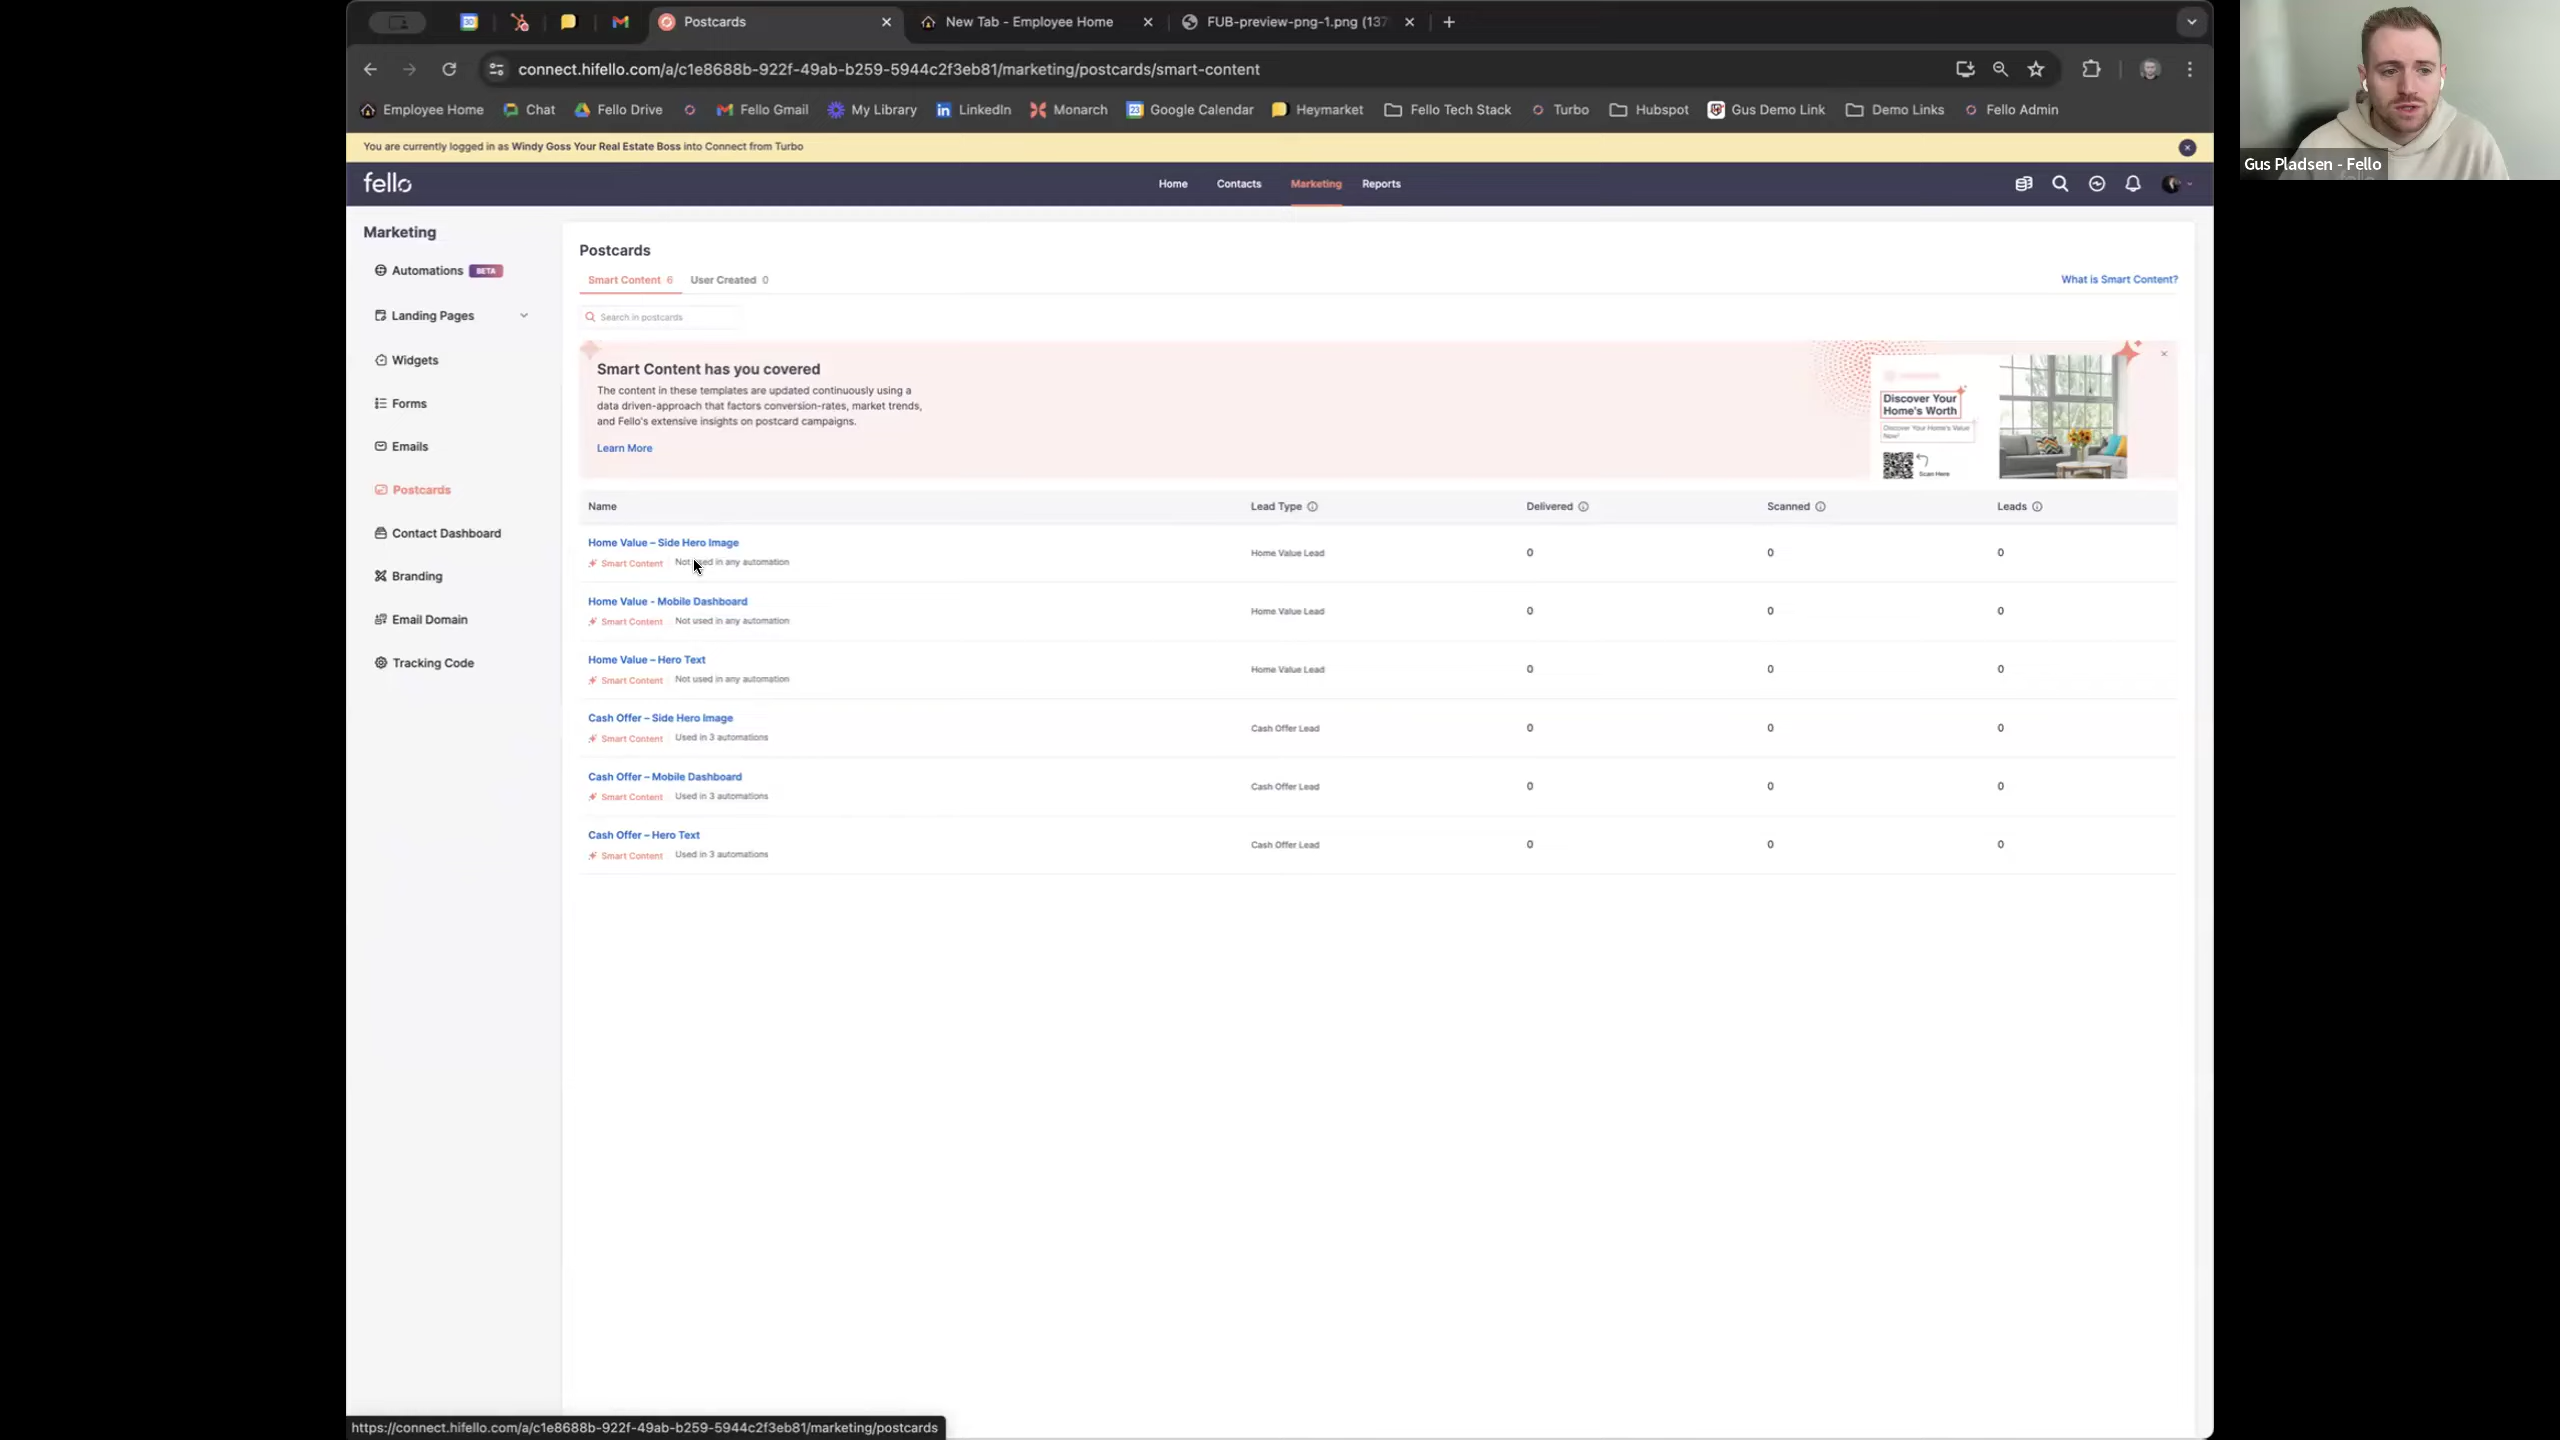 Postcards
New Tab - Employee Home
FUB-preview-png-1.png (137
connect.hifello.com/a/c1e8688b-922f-49ab-b259-5944c2f3eb81/marketing/postcards/smart-content
Employee Home
Chat
Fello Drive
Fello Gmail
My Library
LinkedIn
Monarch
Google Calendar
Heymarket
Fello Tech Stack
Turbo
Hubspot
Gus Demo Link
Demo Links
Fello Admin
Gus Pladsen - Fello
You are currently logged in as Windy Goss Your Real Estate Boss into Connect from Turbo
fello
Home
Contacts
Marketing
Reports
Marketing
Automations BETA
Landing Pages
Widgets
Forms
Emails
Postcards
Contact Dashboard
Branding
Email Domain
Tracking Code
Postcards
Smart Content 6
User Created 0
What is Smart Content?
Search in postcards
Smart Content has you covered
The content in these templates are updated continuously using a
data driven-approach that factors conversion-rates, market trends,
and Fello's extensive insights on postcard campaigns.
Learn More
Discover Your
Home's Worth
Discover Your Home's Value
Now!
Scan Here
Name Lead Type Delivered Scanned Leads
Home Value – Side Hero Image
Smart Content Not used in any automation
Home Value Lead 0 0 0
Home Value - Mobile Dashboard
Smart Content Not used in any automation
Home Value Lead 0 0 0
Home Value – Hero Text
Smart Content Not used in any automation
Home Value Lead 0 0 0
Cash Offer – Side Hero Image
Smart Content Used in 3 automations
Cash Offer Lead 0 0 0
Cash Offer – Mobile Dashboard
Smart Content Used in 3 automations
Cash Offer Lead 0 0 0
Cash Offer – Hero Text
Smart Content Used in 3 automations
Cash Offer Lead 0 0 0
https://connect.hifello.com/a/c1e8688b-922f-49ab-b259-5944c2f3eb81/marketing/postcards